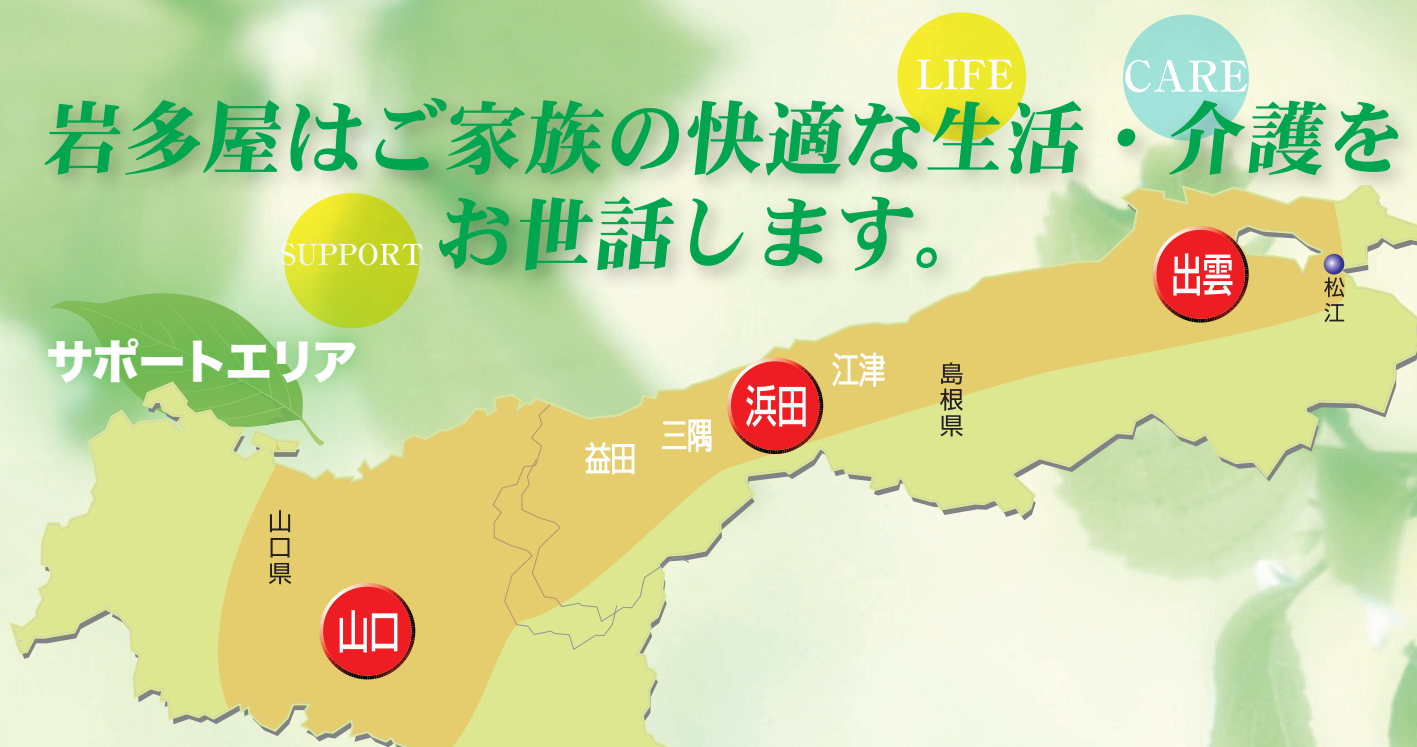 LIFE
CARE
岩多屋はご家族の快適な生活・介護を
お世話します。
SUPPORT
サポートエリア
出雲
松江
江津
島根県
浜田
三隅
益田
山口県
山口